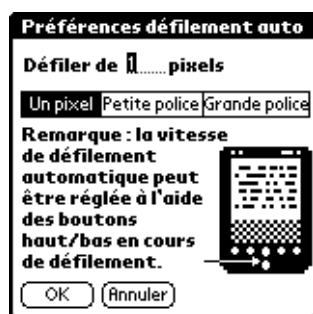 Préférences défilement auto
Défiler de 1 pixels
Un pixel Petite police Grande police
Remarque : la vitesse
de défilement
automatique peut
être réglée à l'aide
des boutons
haut/bas en cours
de défilement.
OK Annuler